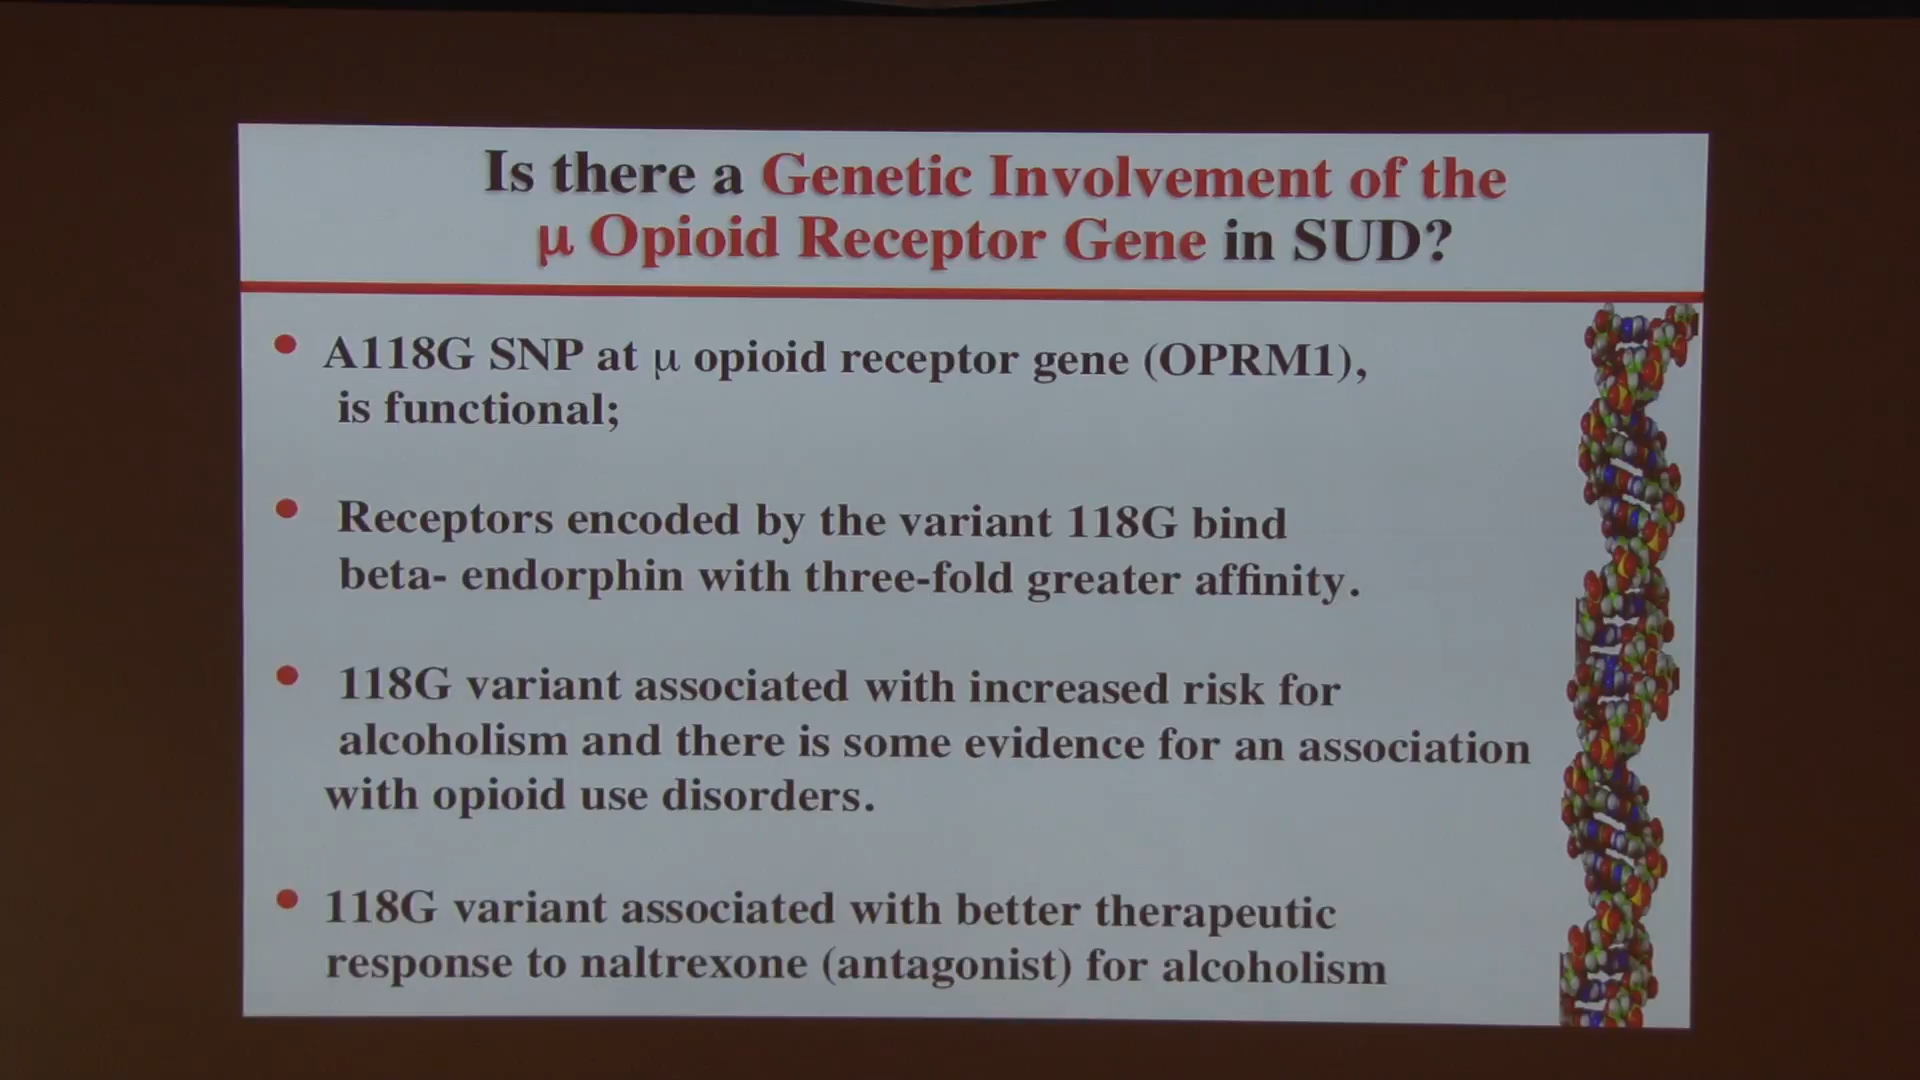 Is there a Genetic Involvement of the
μ Opioid Receptor Gene in SUD?
• A118G SNP at μ opioid receptor gene (OPRM1),
is functional;
• Receptors encoded by the variant 118G bind
beta- endorphin with three-fold greater affinity.
• 118G variant associated with increased risk for
alcoholism and there is some evidence for an association
with opioid use disorders.
• 118G variant associated with better therapeutic
response to naltrexone (antagonist) for alcoholism